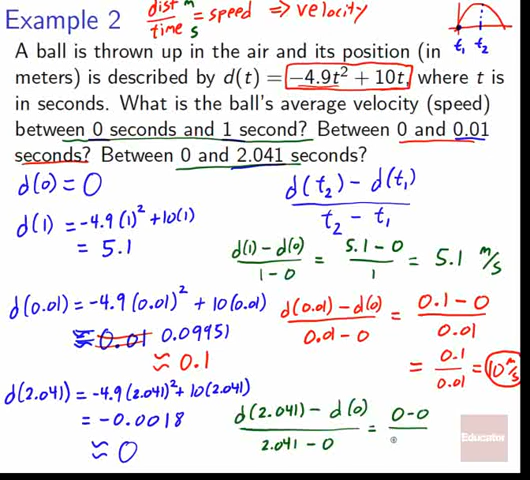 Example 2
dist/time m/s = speed ⇒ velocity
t₁ t₂
A ball is thrown up in the air and its position (in
meters) is described by d(t) = −4.9t² + 10t, where t is
in seconds. What is the ball's average velocity (speed)
between 0 seconds and 1 second? Between 0 and 0.01
seconds? Between 0 and 2.041 seconds?
d(0) = 0
d(t₂) − d(t₁) / t₂ − t₁
d(1) = −4.9(1)² + 10(1)
= 5.1
d(1) − d(0) / 1 − 0 = 5.1 − 0 / 1 = 5.1 m/s
d(0.01) = −4.9(0.01)² + 10(0.01)
≈ 0.01 0.09951
≈ 0.1
d(0.01) − d(0) / 0.01 − 0 = 0.1 − 0 / 0.01
= 0.1 / 0.01 = 10 m/s
d(2.041) = −4.9(2.041)² + 10(2.041)
= −0.0018
≈ 0
d(2.041) − d(0) / 2.041 − 0 = 0 − 0 /
Educator